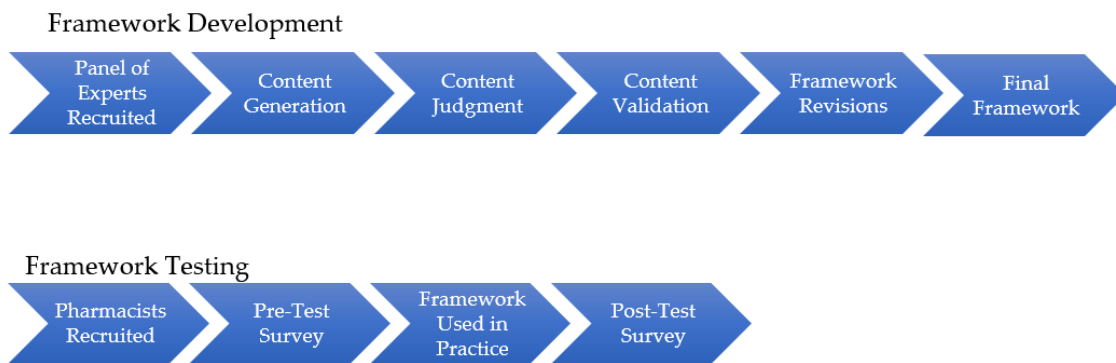 Framework Development
Panel of
Experts
Recruited
Content
Generation
Content
Judgment
Content
Validation
Framework
Revisions
Final
Framework
Framework Testing
Pharmacists
Recruited
Pre-Test
Survey
Framework
Used in
Practice
Post-Test
Survey